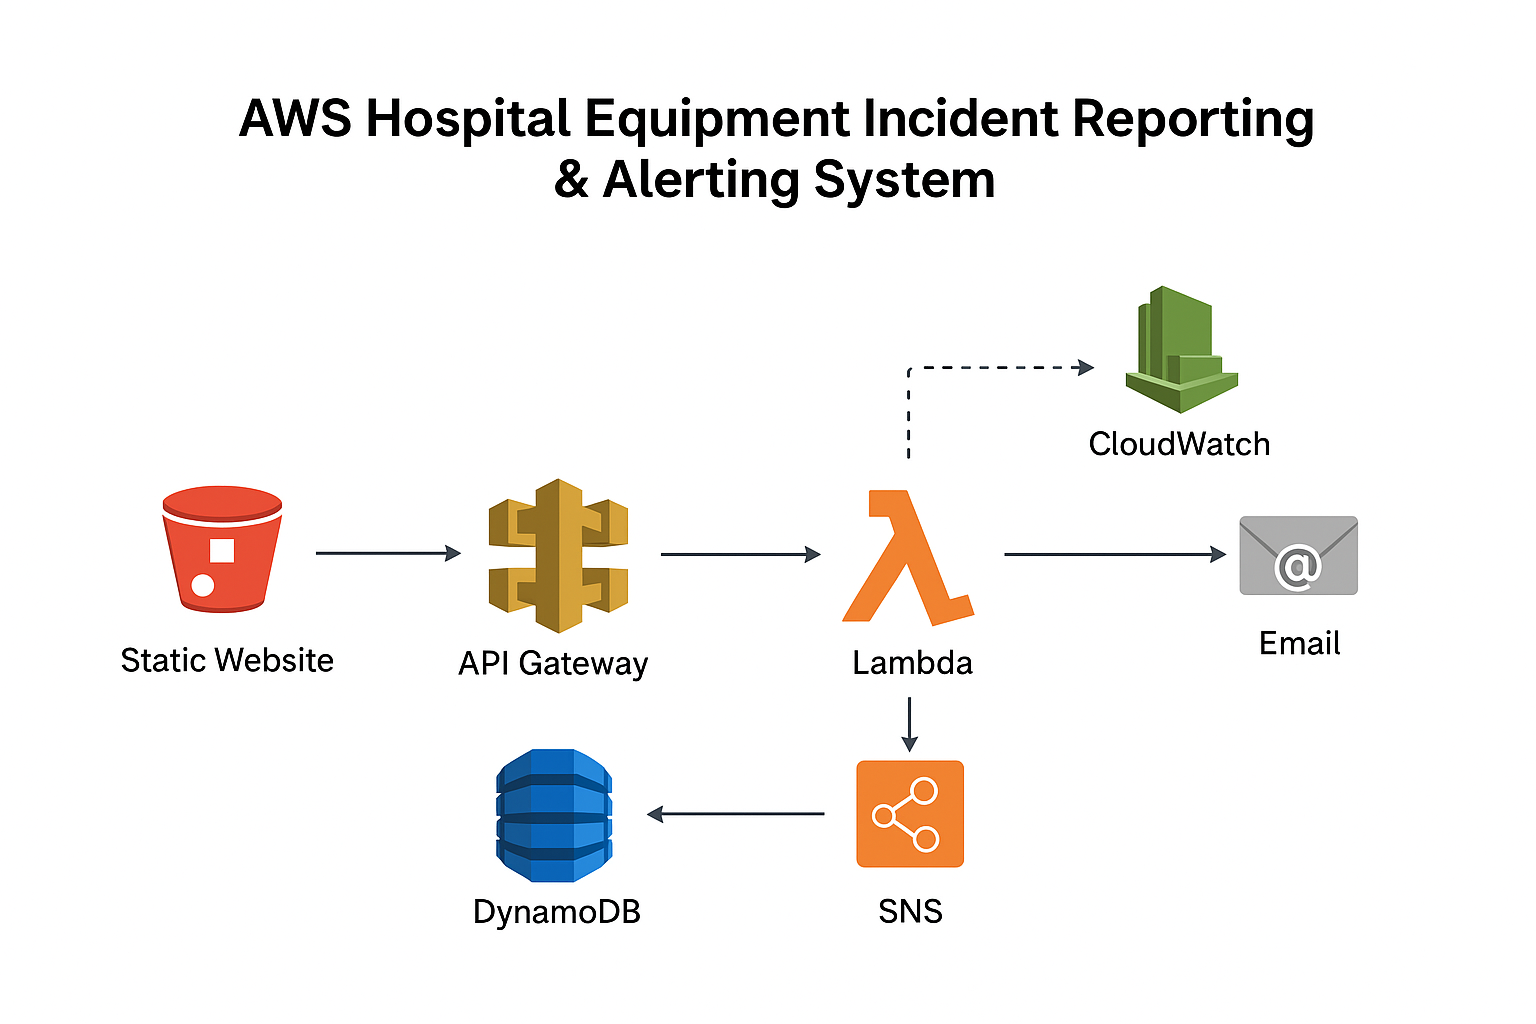 AWS Hospital Equipment Incident Reporting
& Alerting System
CloudWatch
Static Website
API Gateway
Lambda
@
Email
DynamoDB
SNS